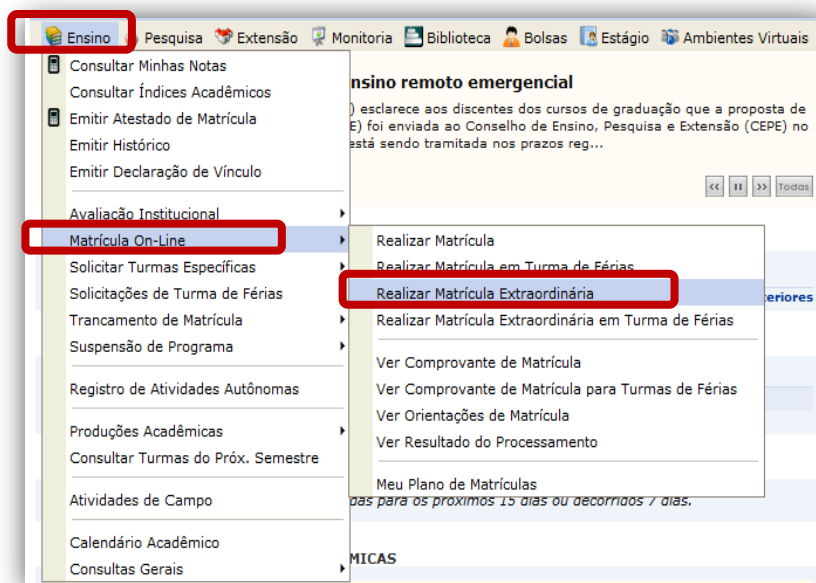 Ensino Pesquisa Extensão Monitoria Biblioteca Bolsas Estágio Ambientes Virtuais
Consultar Minhas Notas
Consultar Índices Acadêmicos
Emitir Atestado de Matrícula
Emitir Histórico
Emitir Declaração de Vínculo
Avaliação Institucional
Matrícula On-Line
Solicitar Turmas Específicas
Solicitações de Turma de Férias
Trancamento de Matrícula
Suspensão de Programa
Registro de Atividades Autônomas
Produções Acadêmicas
Consultar Turmas do Próx. Semestre
Atividades de Campo
Calendário Acadêmico
Consultas Gerais
nsino remoto emergencial
) esclarece aos discentes dos cursos de graduação que a proposta de
E) foi enviada ao Conselho de Ensino, Pesquisa e Extensão (CEPE) no
está sendo tramitada nos prazos reg...
Todas
Realizar Matrícula
Realizar Matrícula em Turma de Férias
Realizar Matrícula Extraordinária
Realizar Matrícula Extraordinária em Turma de Férias
Ver Comprovante de Matrícula
Ver Comprovante de Matrícula para Turmas de Férias
Ver Orientações de Matrícula
Ver Resultado do Processamento
Meu Plano de Matrículas
teriores
das para os próximos 15 dias ou decorridos 7 dias.
MICAS